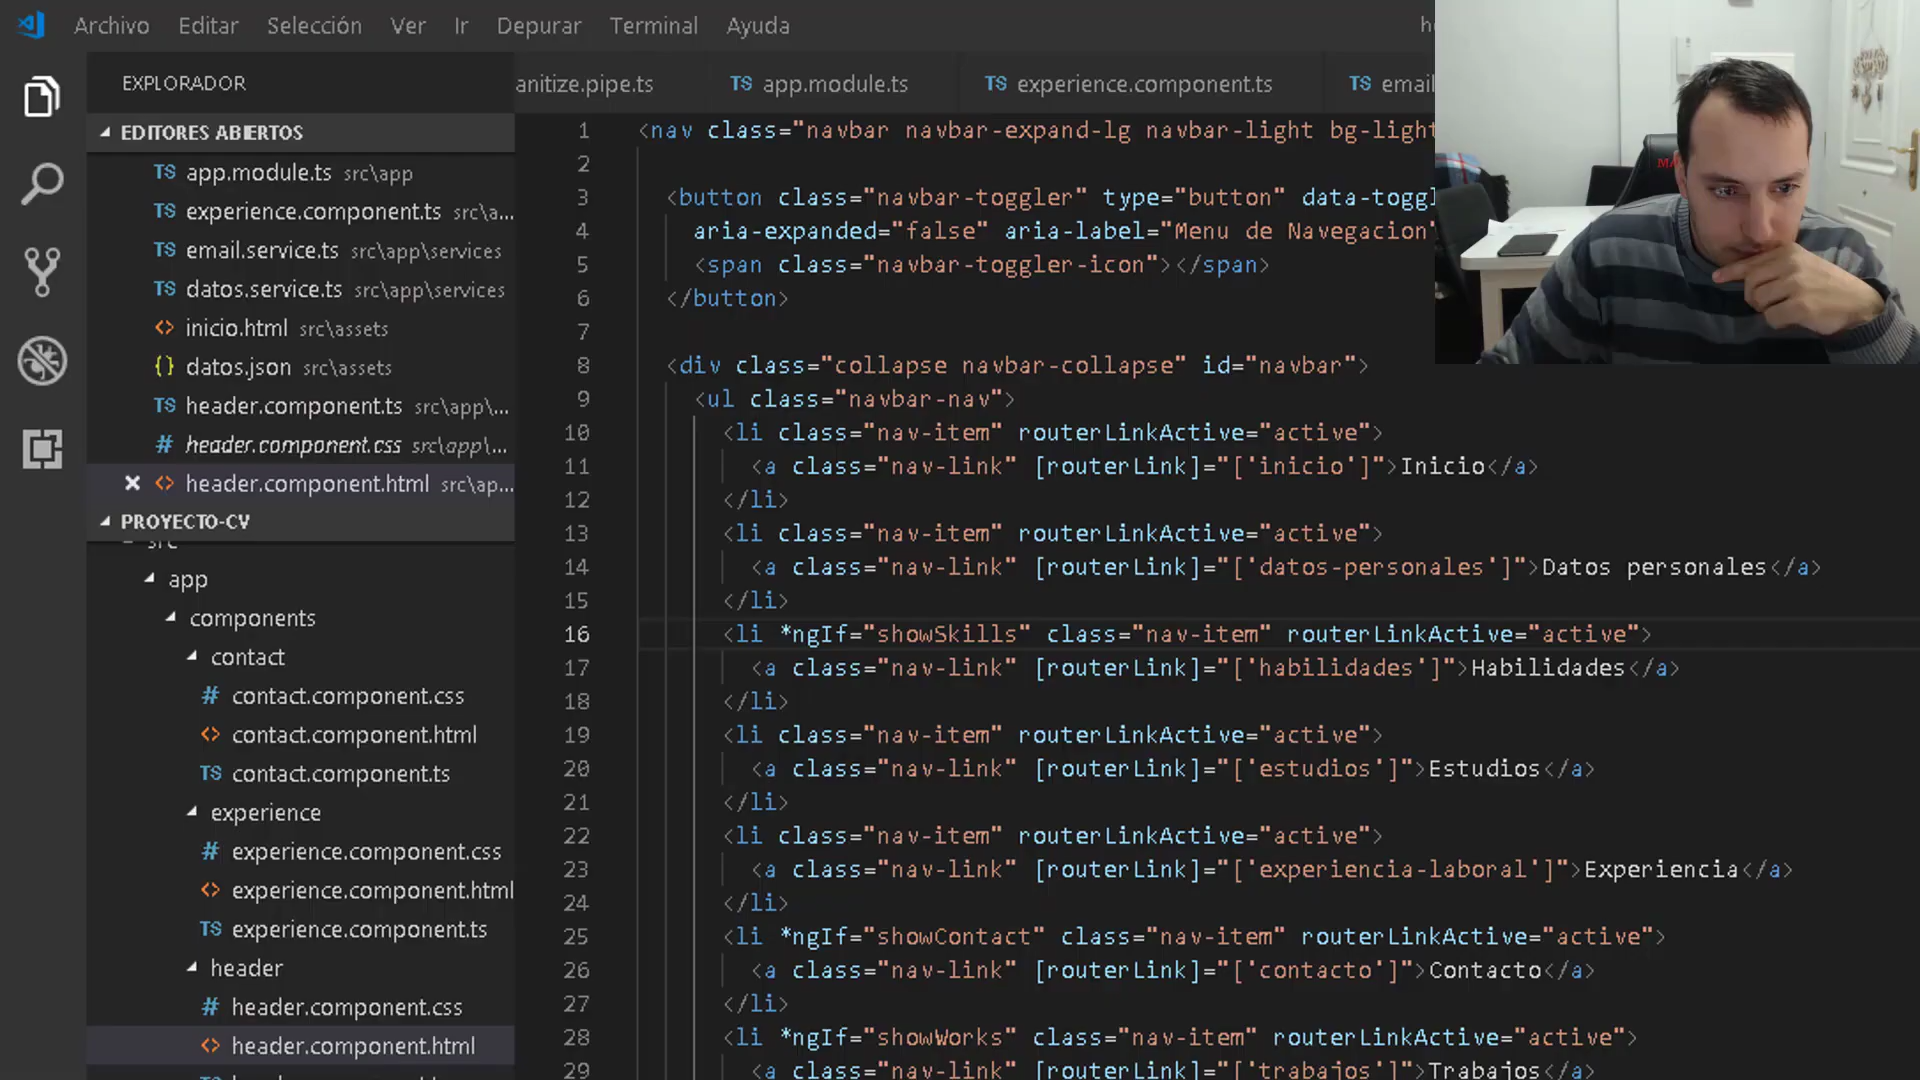 Archivo Editar Selección Ver Ir Depurar Terminal Ayuda
EXPLORADOR
EDITORES ABIERTOS
TS app.module.ts src\app
TS experience.component.ts src\a...
TS email.service.ts src\app\services
TS datos.service.ts src\app\services
<> inicio.html src\assets
{} datos.json src\assets
TS header.component.ts src\app\...
# header.component.css src\app\...
<> header.component.html src\ap...
PROYECTO-CV
src
app
components
contact
# contact.component.css
<> contact.component.html
TS contact.component.ts
experience
# experience.component.css
<> experience.component.html
TS experience.component.ts
header
# header.component.css
<> header.component.html
anitize.pipe.ts TS app.module.ts TS experience.component.ts TS email
1 <nav class="navbar navbar-expand-lg navbar-light bg-light
2
3 <button class="navbar-toggler" type="button" data-toggl
4 aria-expanded="false" aria-label="Menu de Navegacion"
5 <span class="navbar-toggler-icon"></span>
6 </button>
7
8 <div class="collapse navbar-collapse" id="navbar">
9 <ul class="navbar-nav">
10 <li class="nav-item" routerLinkActive="active">
11 <a class="nav-link" [routerLink]="['inicio']">Inicio</a>
12 </li>
13 <li class="nav-item" routerLinkActive="active">
14 <a class="nav-link" [routerLink]="['datos-personales']">Datos personales</a>
15 </li>
16 <li *ngIf="showSkills" class="nav-item" routerLinkActive="active">
17 <a class="nav-link" [routerLink]="['habilidades']">Habilidades</a>
18 </li>
19 <li class="nav-item" routerLinkActive="active">
20 <a class="nav-link" [routerLink]="['estudios']">Estudios</a>
21 </li>
22 <li class="nav-item" routerLinkActive="active">
23 <a class="nav-link" [routerLink]="['experiencia-laboral']">Experiencia</a>
24 </li>
25 <li *ngIf="showContact" class="nav-item" routerLinkActive="active">
26 <a class="nav-link" [routerLink]="['contacto']">Contacto</a>
27 </li>
28 <li *ngIf="showWorks" class="nav-item" routerLinkActive="active">
29 <a class="nav-link" [routerLink]="['trabajos']">Trabajos</a>